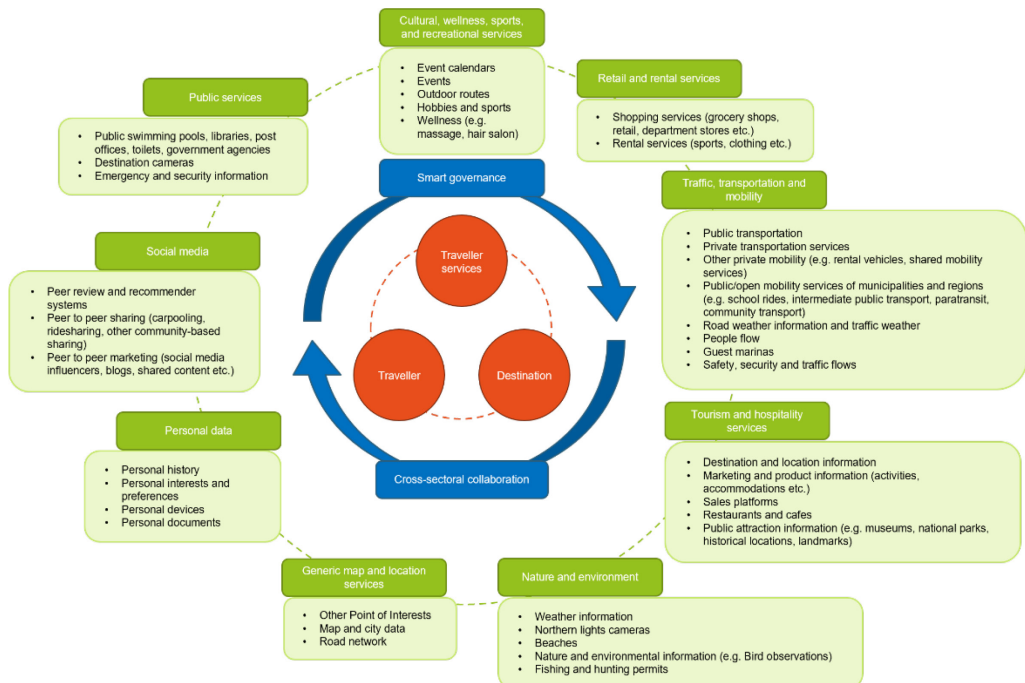 Cultural, wellness, sports,
and recreational services
• Event calendars
• Events
• Outdoor routes
• Hobbies and sports
• Wellness (e.g.
massage, hair salon)
Retail and rental services
• Shopping services (grocery shops,
retail, department stores etc.)
• Rental services (sports, clothing etc.)
Traffic, transportation and
mobility
• Public transportation
• Private transportation services
• Other private mobility (e.g. rental vehicles, shared mobility
services)
• Public/open mobility services of municipalities and regions
(e.g. school rides, intermediate public transport, paratransit,
community transport)
• Road weather information and traffic weather
• People flow
• Guest marinas
• Safety, security and traffic flows
Tourism and hospitality
services
• Destination and location information
• Marketing and product information (activities,
accommodations etc.)
• Sales platforms
• Restaurants and cafes
• Public attraction information (e.g. museums, national parks,
historical locations, landmarks)
Nature and environment
• Weather information
• Northern lights cameras
• Beaches
• Nature and environmental information (e.g. Bird observations)
• Fishing and hunting permits
Generic map and location
services
• Other Point of Interests
• Map and city data
• Road network
Personal data
• Personal history
• Personal interests and
preferences
• Personal devices
• Personal documents
Social media
• Peer review and recommender
systems
• Peer to peer sharing (carpooling,
ridesharing, other community-based
sharing)
• Peer to peer marketing (social media
influencers, blogs, shared content etc.)
Public services
• Public swimming pools, libraries, post
offices, toilets, government agencies
• Destination cameras
• Emergency and security information
Smart governance
Traveller
services
Traveller
Destination
Cross-sectoral collaboration